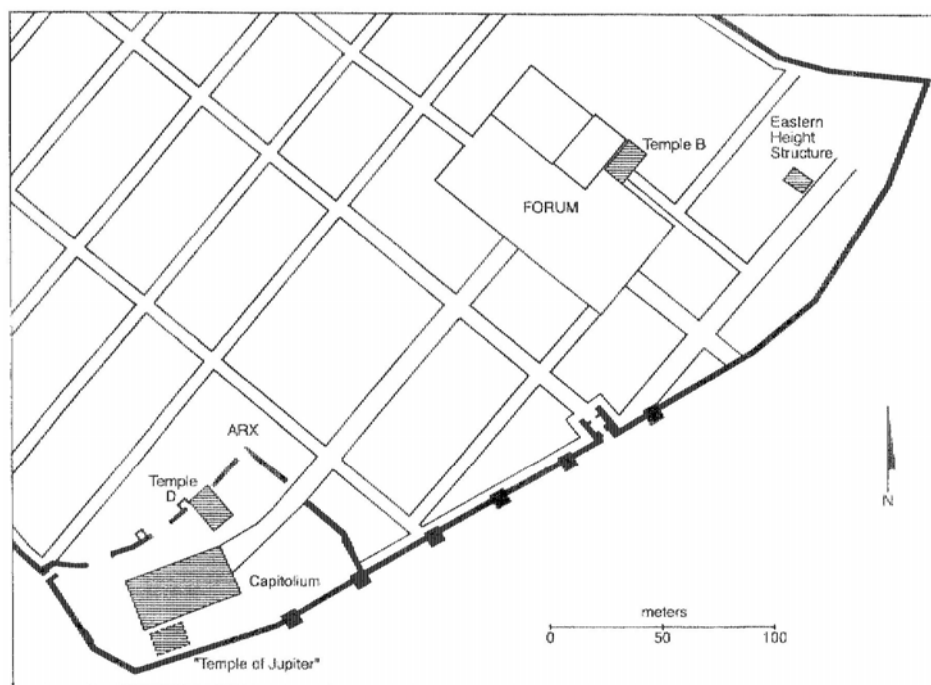 Temple B
Eastern
Height
Structure
FORUM
ARX
Temple
D
N
Capitolium
meters
0 50 100
"Temple of Jupiter"